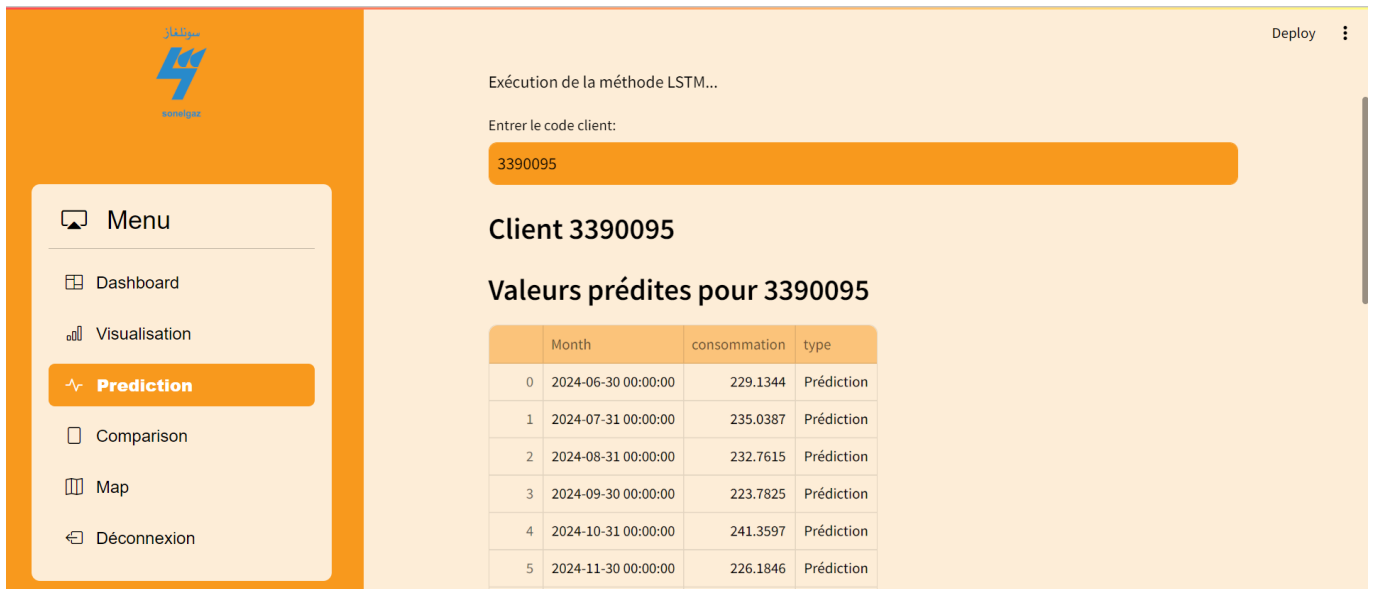 سونلغاز
sonelgaz
Menu
Dashboard
Visualisation
Prediction
Comparison
Map
Déconnexion
Deploy
Exécution de la méthode LSTM...
Entrer le code client:
3390095
Client 3390095
Valeurs prédites pour 3390095
Month consommation type
0 2024-06-30 00:00:00 229.1344 Prédiction
1 2024-07-31 00:00:00 235.0387 Prédiction
2 2024-08-31 00:00:00 232.7615 Prédiction
3 2024-09-30 00:00:00 223.7825 Prédiction
4 2024-10-31 00:00:00 241.3597 Prédiction
5 2024-11-30 00:00:00 226.1846 Prédiction